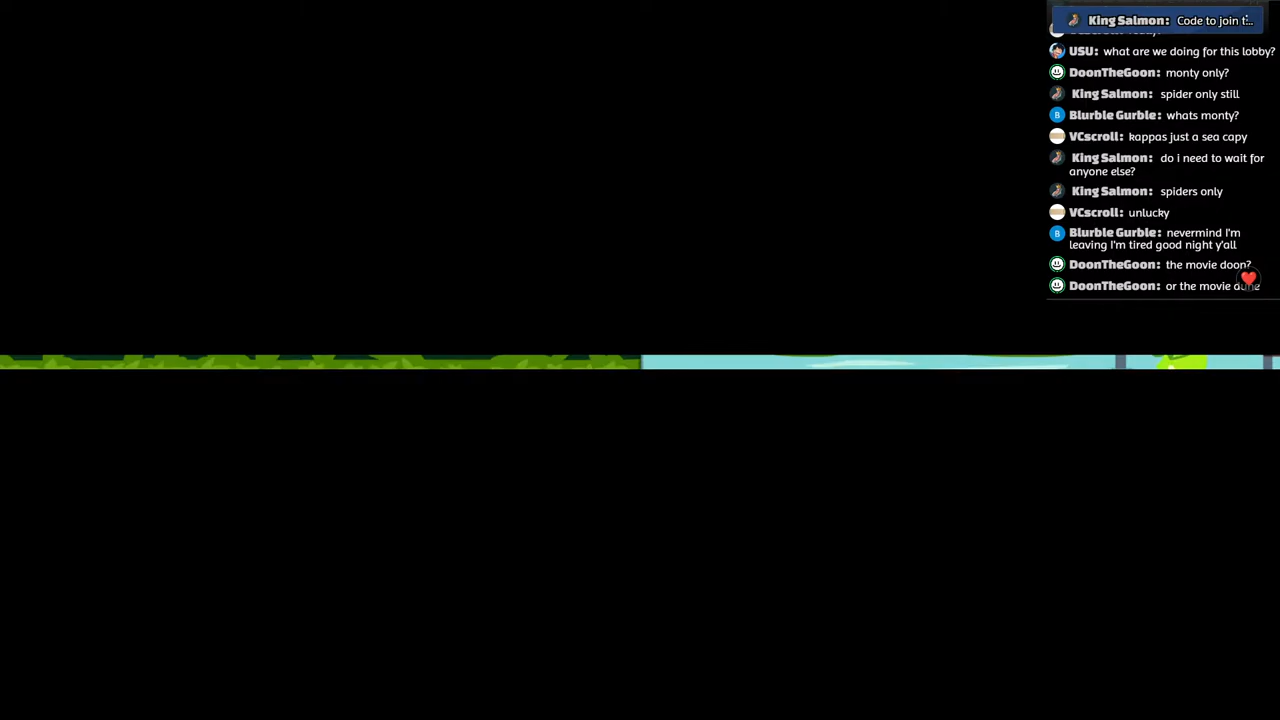 King Salmon: Code to join t...
USU: what are we doing for this lobby?
DoonTheGoon: monty only?
King Salmon: spider only still
B Blurble Gurble: whats monty?
VCscroll: kappas just a sea capy
King Salmon: do i need to wait for
anyone else?
King Salmon: spiders only
VCscroll: unlucky
B Blurble Gurble: nevermind I'm
leaving I'm tired good night y'all
DoonTheGoon: the movie doon?
DoonTheGoon: or the movie